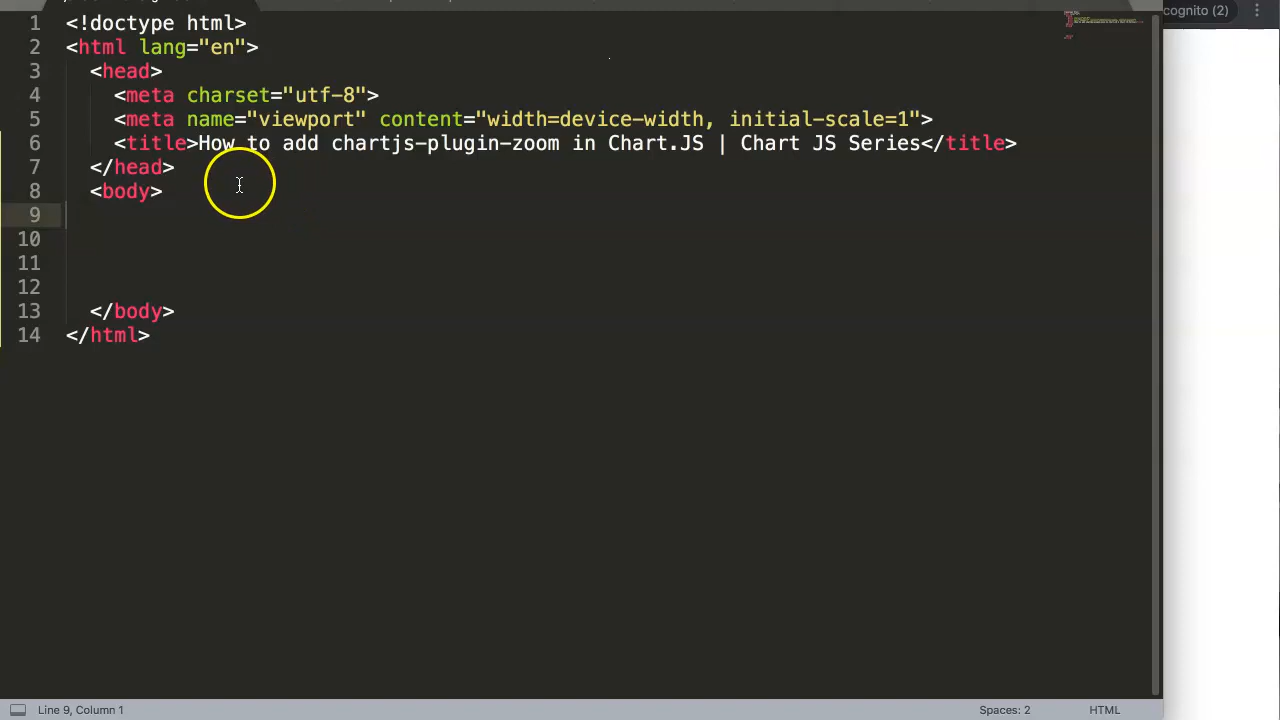 cognito (2)
1 <!doctype html>
2 <html lang="en">
3 <head>
4 <meta charset="utf-8">
5 <meta name="viewport" content="width=device-width, initial-scale=1">
6 <title>How to add chartjs-plugin-zoom in Chart.JS | Chart JS Series</title>
7 </head>
8 <body>
9
10
11
12
13 </body>
14 </html>
Line 9, Column 1
Spaces: 2
HTML